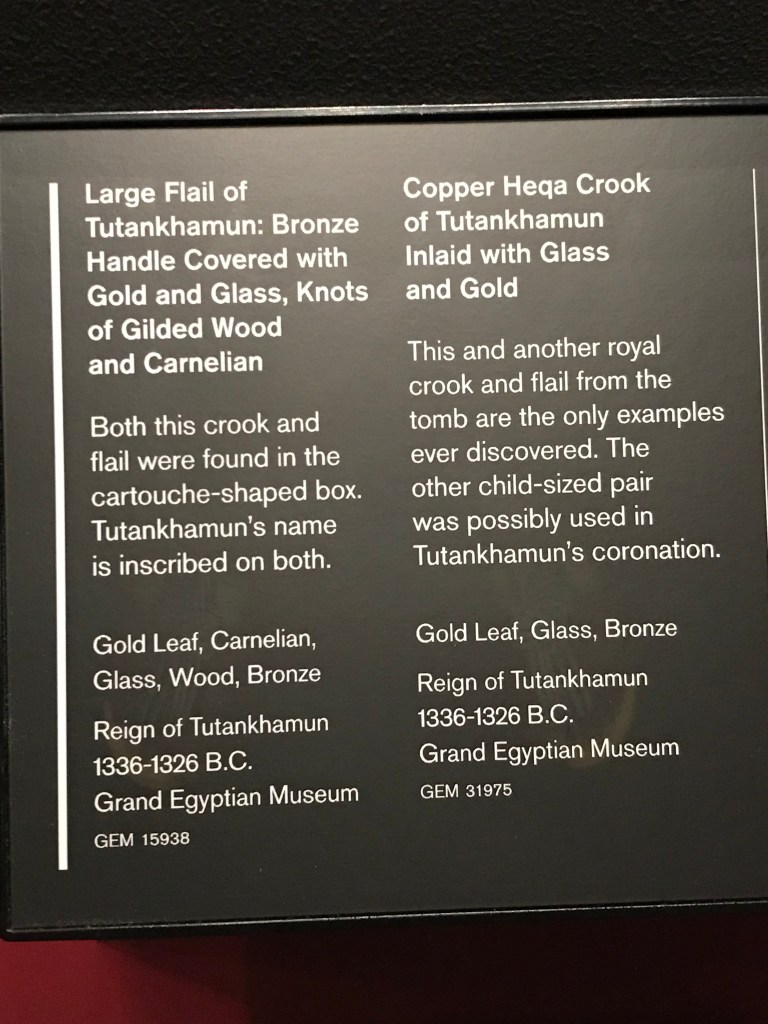 Large Flail of
Tutankhamun: Bronze
Handle Covered with
Gold and Glass, Knots
of Gilded Wood
and Carnelian
Both this crook and
flail were found in the
cartouche-shaped box.
Tutankhamun's name
is inscribed on both.
Gold Leaf, Carnelian,
Glass, Wood, Bronze
Reign of Tutankhamun
1336-1326 B.C.
Grand Egyptian Museum
GEM 15938
Copper Heqa Crook
of Tutankhamun
Inlaid with Glass
and Gold
This and another royal
crook and flail from the
tomb are the only examples
ever discovered. The
other child-sized pair
was possibly used in
Tutankhamun's coronation.
Gold Leaf, Glass, Bronze
Reign of Tutankhamun
1336-1326 B.C.
Grand Egyptian Museum
GEM 31975